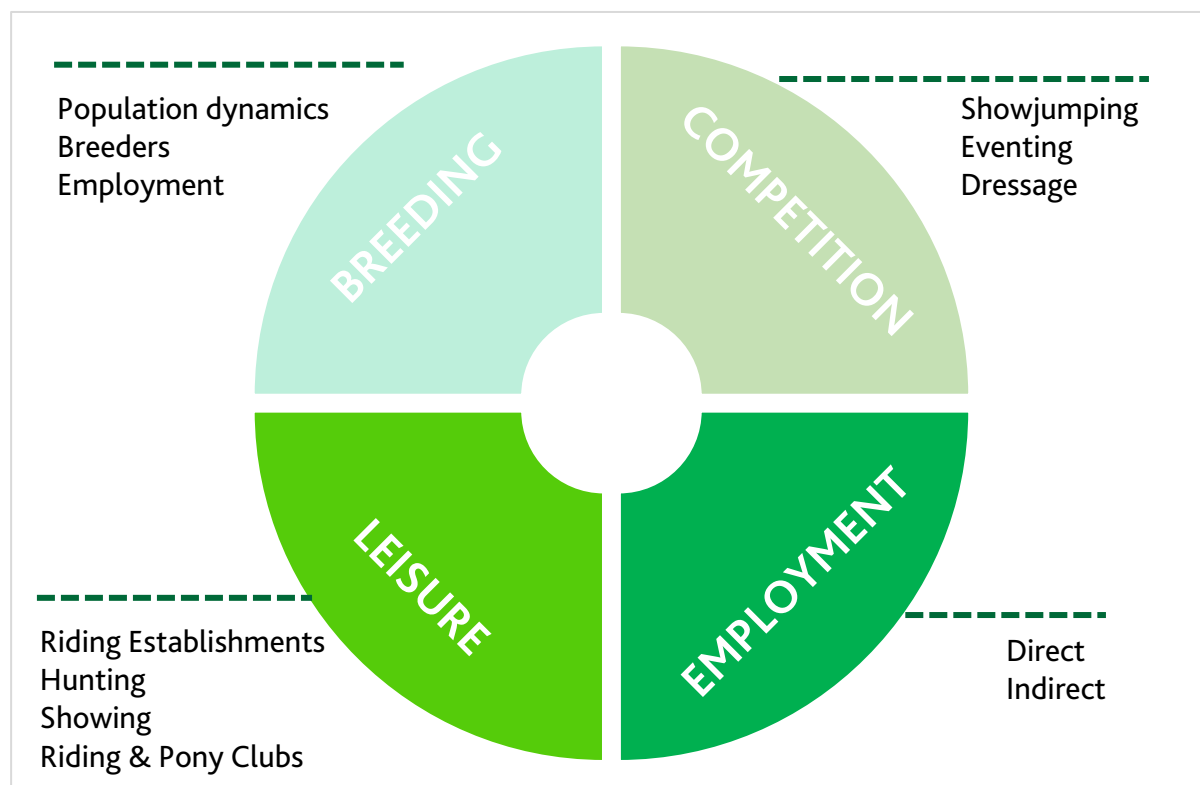 Population dynamics
Breeders
Employment
BREEDING
COMPETITION
Showjumping
Eventing
Dressage
LEISURE
Riding Establishments
Hunting
Showing
Riding & Pony Clubs
EMPLOYMENT
Direct
Indirect